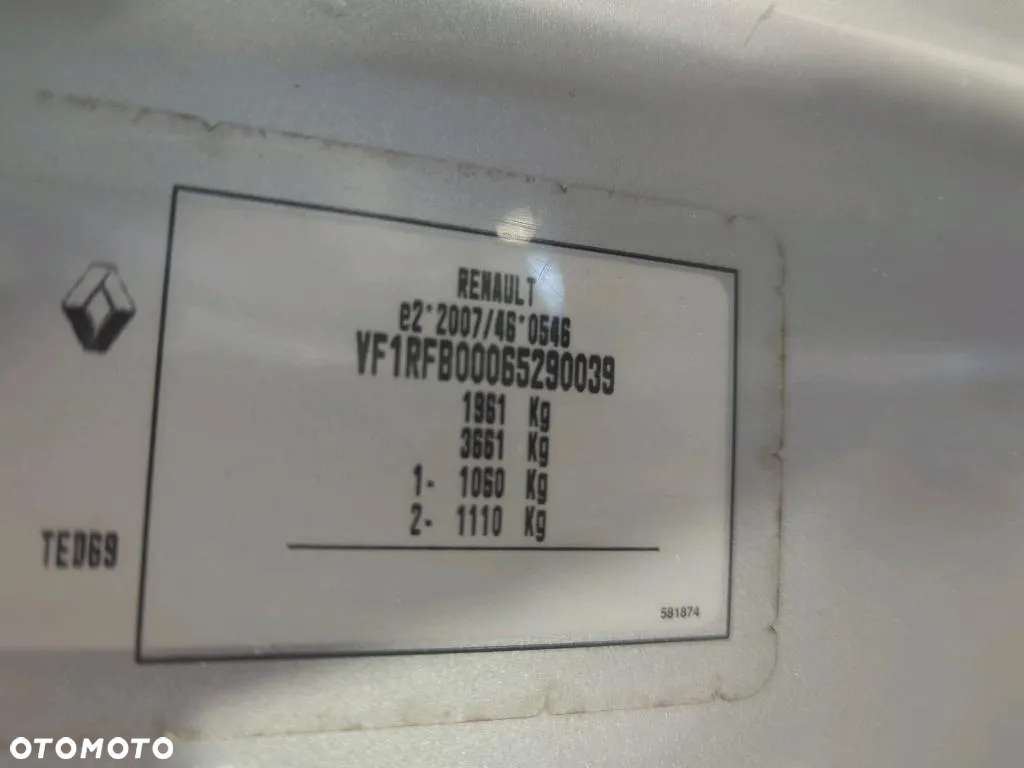 RENAULT
e2*2007/46*0546
VF1RFB00065290039
1961 Kg
3661 Kg
1- 1060 Kg
2- 1110 Kg
TED69
581874
OTOMOTO